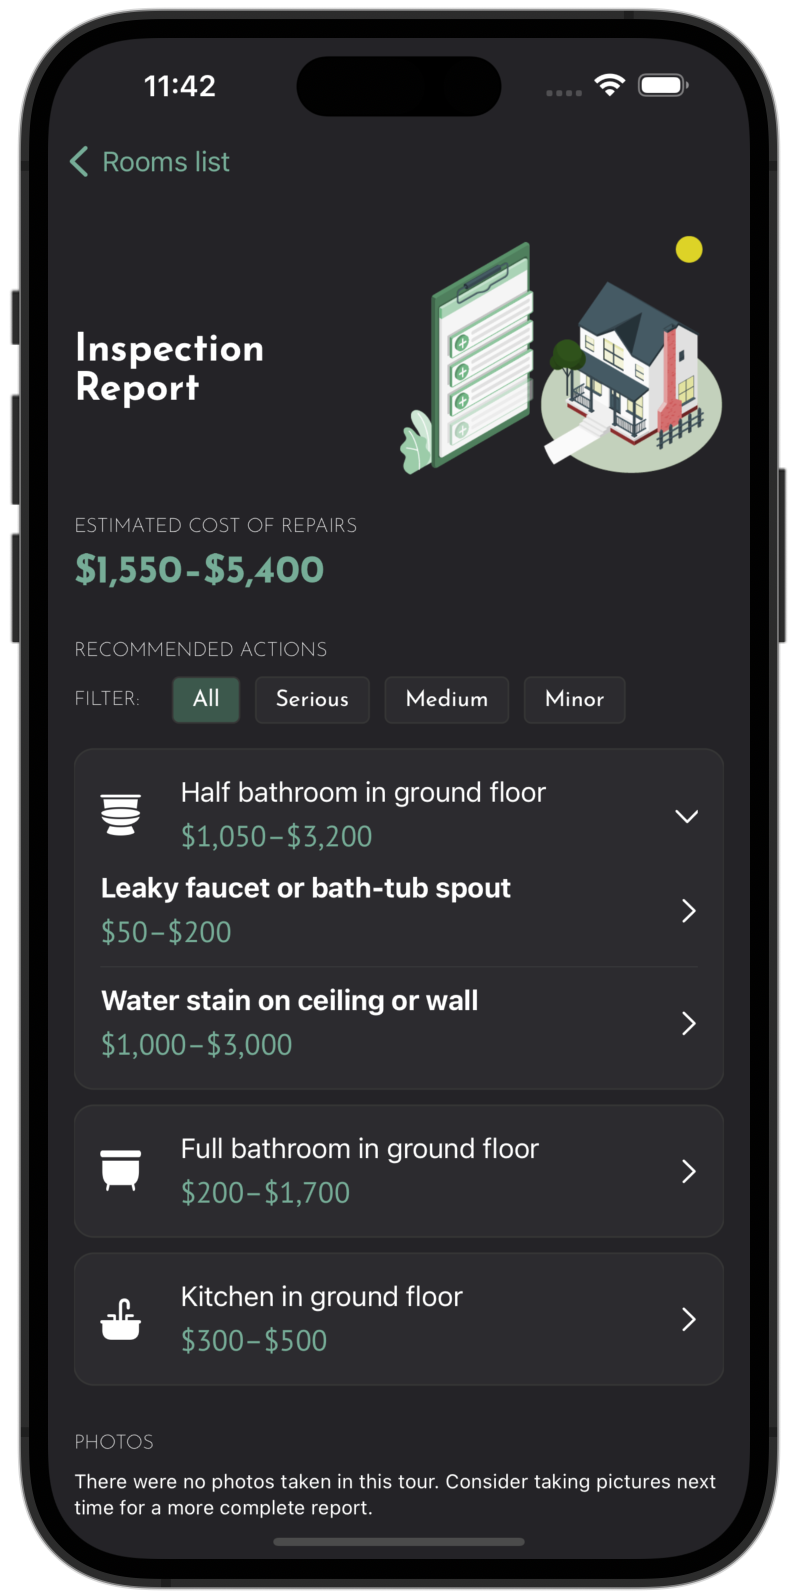 11:42
Rooms list
Inspection
Report
ESTIMATED COST OF REPAIRS
$1,550–$5,400
RECOMMENDED ACTIONS
FILTER: All Serious Medium Minor
Half bathroom in ground floor
$1,050–$3,200
Leaky faucet or bath-tub spout
$50–$200
Water stain on ceiling or wall
$1,000–$3,000
Full bathroom in ground floor
$200–$1,700
Kitchen in ground floor
$300–$500
PHOTOS
There were no photos taken in this tour. Consider taking pictures next
time for a more complete report.